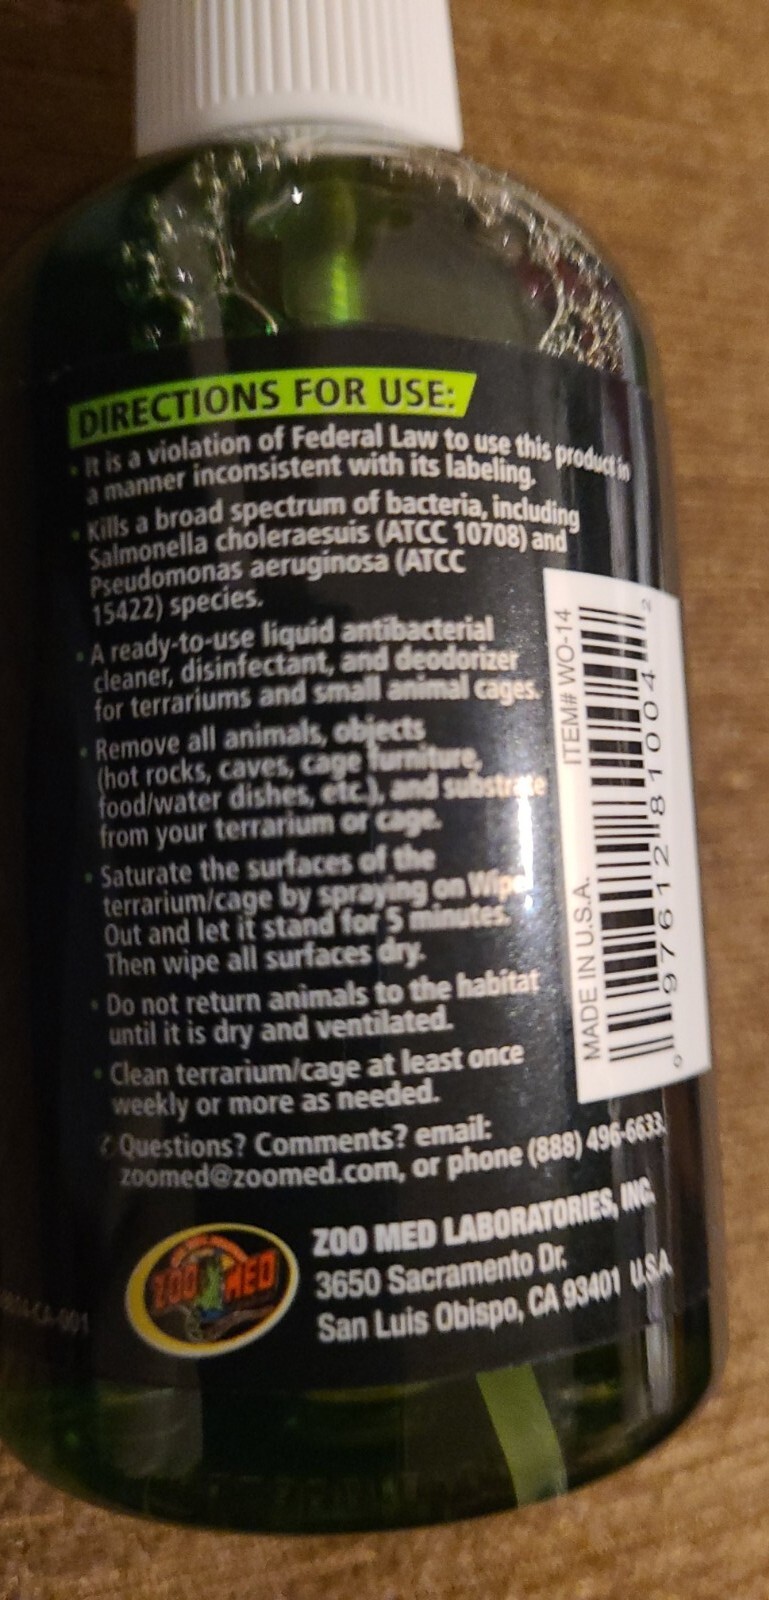 DIRECTIONS FOR USE:
• It is a violation of Federal Law to use this product in
a manner inconsistent with its labeling.
• Kills a broad spectrum of bacteria, including
Salmonella choleraesuis (ATCC 10708) and
Pseudomonas aeruginosa (ATCC
15422) species.
• A ready-to-use liquid antibacterial
cleaner, disinfectant, and deodorizer
for terrariums and small animal cages.
• Remove all animals, objects
(hot rocks, caves, cage furniture,
food/water dishes, etc.), and substrate
from your terrarium or cage.
• Saturate the surfaces of the
terrarium/cage by spraying on Wipe
Out and let it stand for 5 minutes.
Then wipe all surfaces dry.
• Do not return animals to the habitat
until it is dry and ventilated.
• Clean terrarium/cage at least once
weekly or more as needed.
Questions? Comments? email:
zoomed@zoomed.com, or phone (888) 496-6633.
ZOO MED
ZOO MED LABORATORIES, INC.
3650 Sacramento Dr.
San Luis Obispo, CA 93401 U.S.A.
MADE IN U.S.A. ITEM# WO-14
0 97612 81004 2